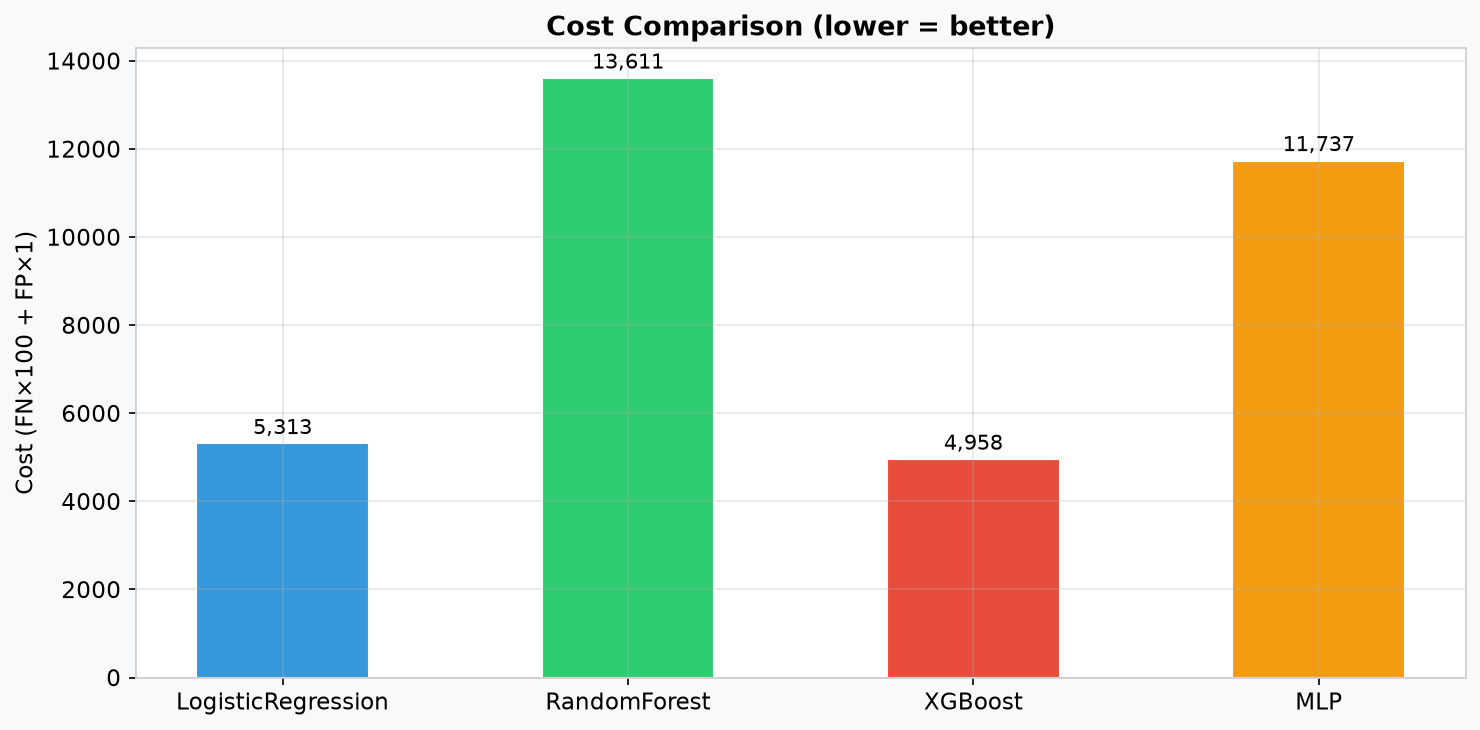 Cost Comparison (lower = better)
Cost (FN×100 + FP×1)
14000
12000
10000
8000
6000
4000
2000
0
5,313
13,611
4,958
11,737
LogisticRegression
RandomForest
XGBoost
MLP